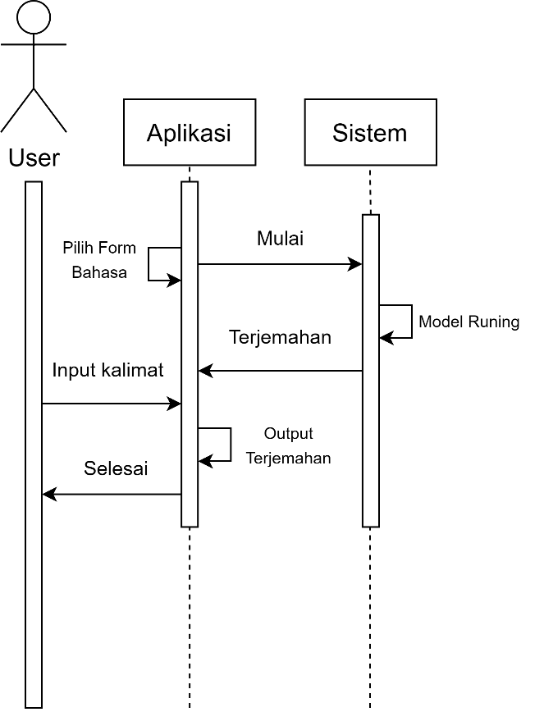 User
Aplikasi
Sistem
Pilih Form
Bahasa
Mulai
Model Runing
Terjemahan
Input kalimat
Output
Terjemahan
Selesai